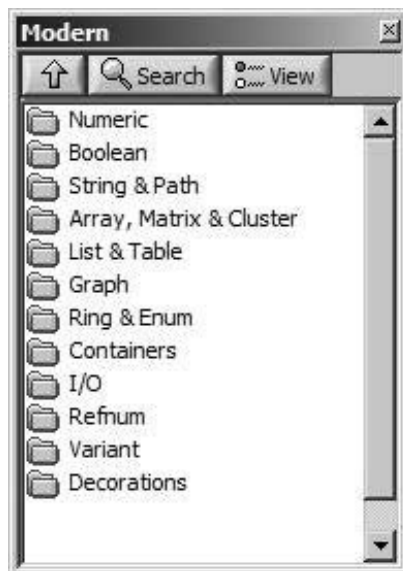 Modern
Search View
Numeric
Boolean
String & Path
Array, Matrix & Cluster
List & Table
Graph
Ring & Enum
Containers
I/O
Refnum
Variant
Decorations